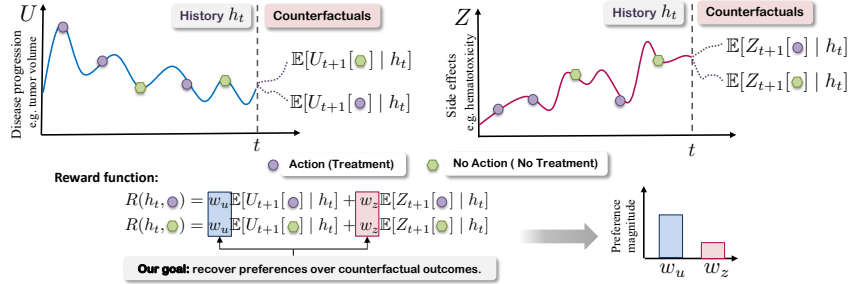 U
History h_t
Counterfactuals
Disease progression
e.g. tumor volume
𝔼[U_{t+1}[⬢] | h_t]
𝔼[U_{t+1}[●] | h_t]
t
Z
History h_t
Counterfactuals
Side effects
e.g. hematotoxicity
𝔼[Z_{t+1}[●] | h_t]
𝔼[Z_{t+1}[⬢] | h_t]
t
Action (Treatment)
No Action ( No Treatment)
Reward function:
R(h_t, ●) = w_u 𝔼[U_{t+1}[●] | h_t] + w_z 𝔼[Z_{t+1}[●] | h_t]
R(h_t, ⬢) = w_u 𝔼[U_{t+1}[⬢] | h_t] + w_z 𝔼[Z_{t+1}[⬢] | h_t]
Our goal: recover preferences over counterfactual outcomes.
Preference
magnitude
w_u w_z